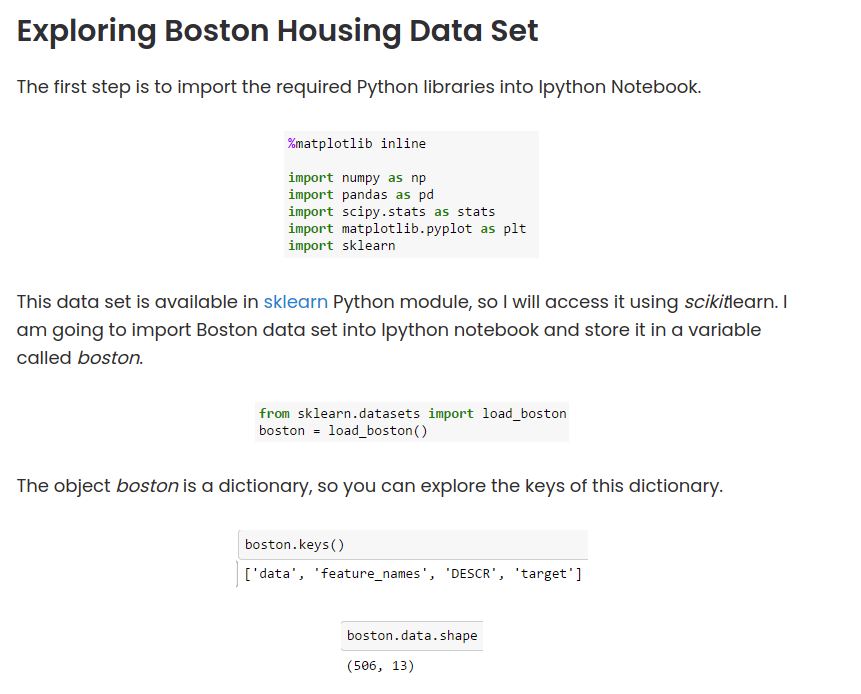 Exploring Boston Housing Data Set
The first step is to import the required Python libraries into Ipython Notebook.
%matplotlib inline
import numpy as np
import pandas as pd
import scipy.stats as stats
import matplotlib.pyplot as plt
import sklearn
This data set is available in sklearn Python module, so I will access it using scikitlearn. I
am going to import Boston data set into Ipython notebook and store it in a variable
called boston.
from sklearn.datasets import load_boston
boston = load_boston()
The object boston is a dictionary, so you can explore the keys of this dictionary.
boston.keys()
['data', 'feature_names', 'DESCR', 'target']
boston.data.shape
(506, 13)